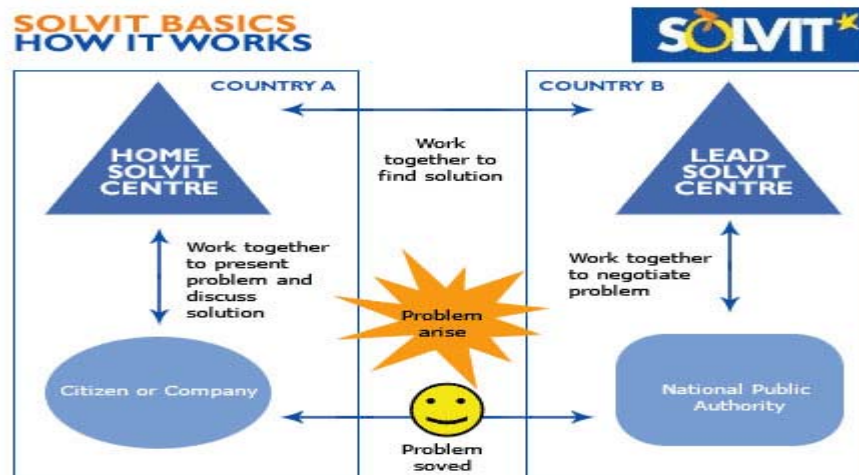 SOLVIT BASICS
HOW IT WORKS
SOLVIT
COUNTRY A
COUNTRY B
HOME
SOLVIT
CENTRE
Work
together to
find solution
LEAD
SOLVIT
CENTRE
Work together
to present
problem and
discuss
solution
Work together
to negotiate
problem
Problem
arise
Citizen or Company
National Public
Authority
Problem
soved